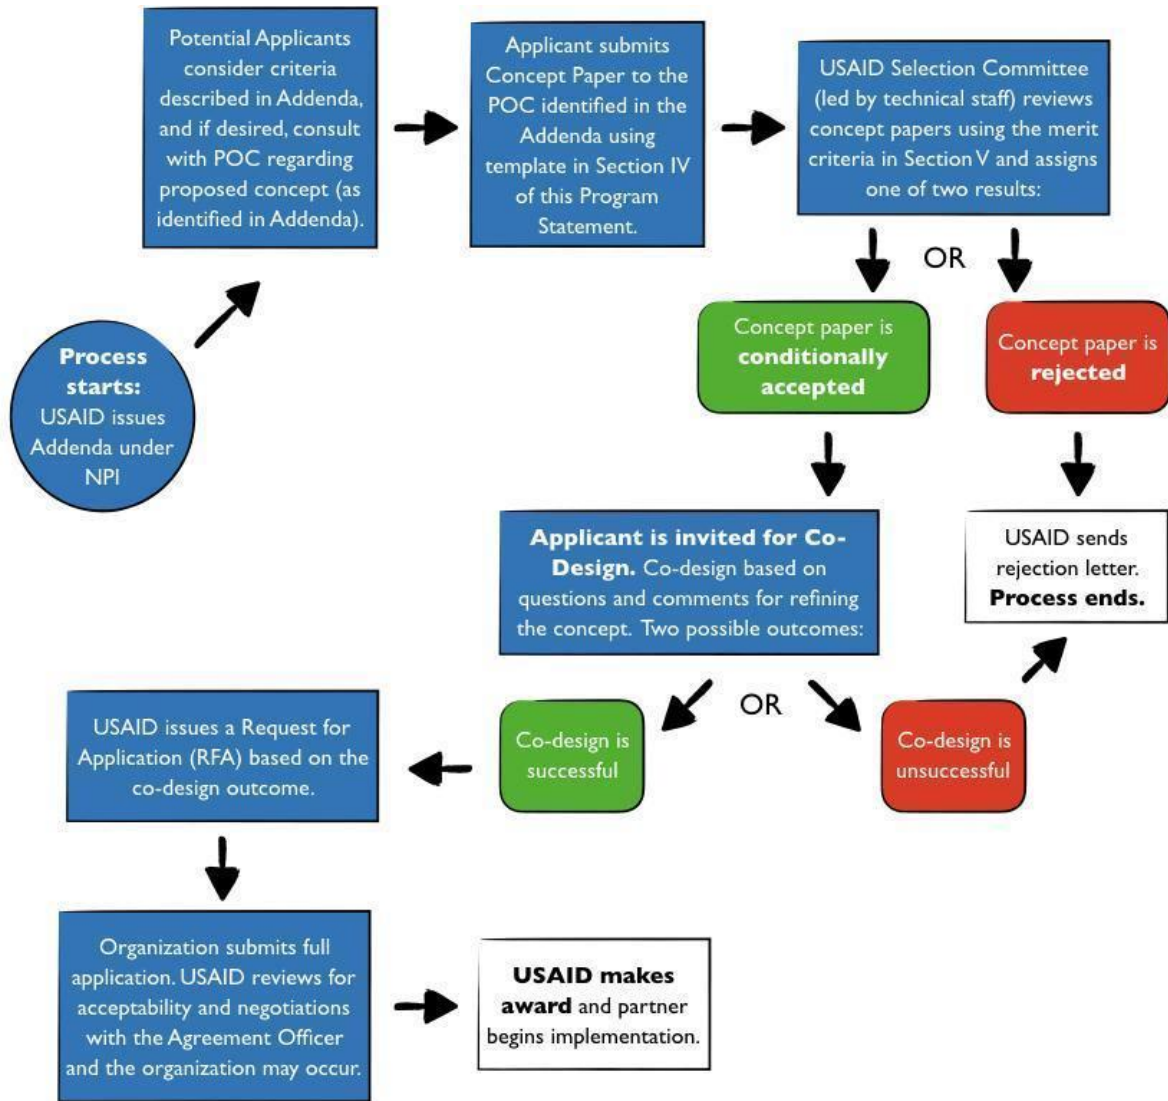 Process
starts:
USAID issues
Addenda under
NPI
Potential Applicants
consider criteria
described in Addenda,
and if desired, consult
with POC regarding
proposed concept (as
identified in Addenda).
Applicant submits
Concept Paper to the
POC identified in the
Addenda using
template in Section IV
of this Program
Statement.
USAID Selection Committee
(led by technical staff) reviews
concept papers using the merit
criteria in Section V and assigns
one of two results:
OR
Concept paper is
conditionally
accepted
Concept paper is
rejected
Applicant is invited for Co-
Design. Co-design based on
questions and comments for refining
the concept. Two possible outcomes:
USAID sends
rejection letter.
Process ends.
OR
Co-design is
successful
Co-design is
unsuccessful
USAID issues a Request for
Application (RFA) based on the
co-design outcome.
Organization submits full
application. USAID reviews for
acceptability and negotiations
with the Agreement Officer
and the organization may occur.
USAID makes
award and partner
begins implementation.